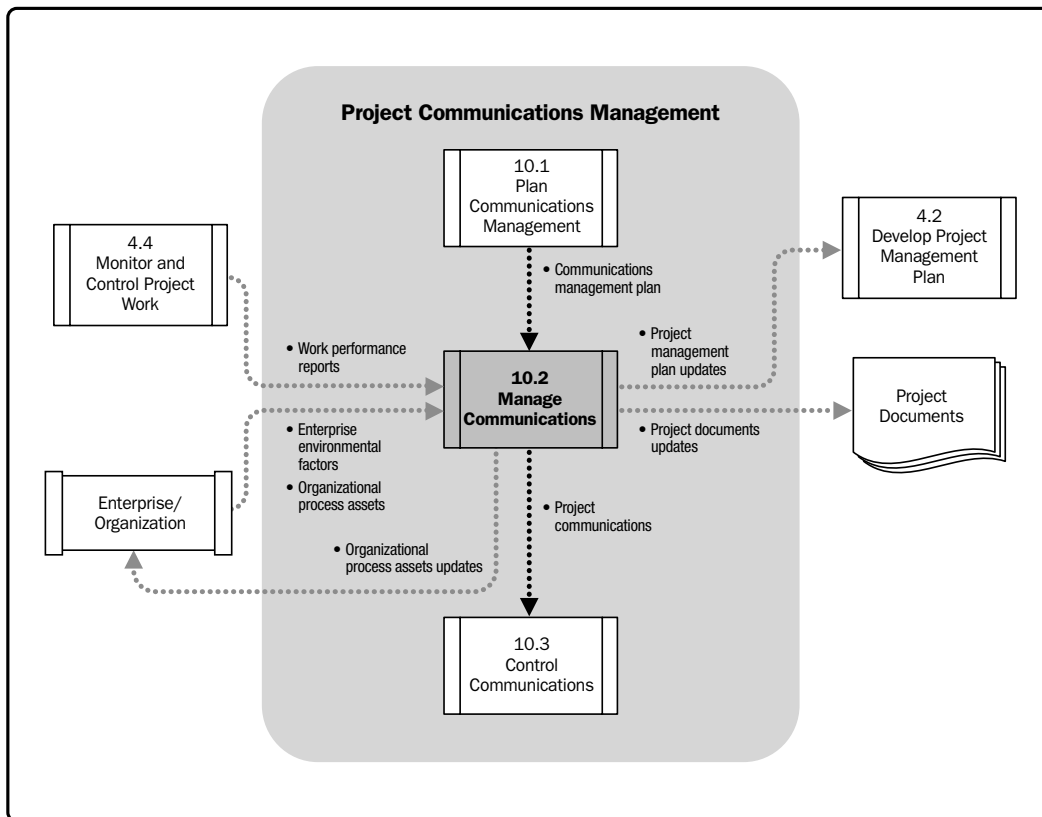 Project Communications Management
10.1
Plan
Communications
Management
4.4
Monitor and
Control Project
Work
4.2
Develop Project
Management
Plan
• Communications
management plan
• Work performance
reports
• Project
management
plan updates
10.2
Manage
Communications
Project
Documents
• Enterprise
environmental
factors
• Organizational
process assets
• Project documents
updates
Enterprise/
Organization
• Project
communications
• Organizational
process assets updates
10.3
Control
Communications